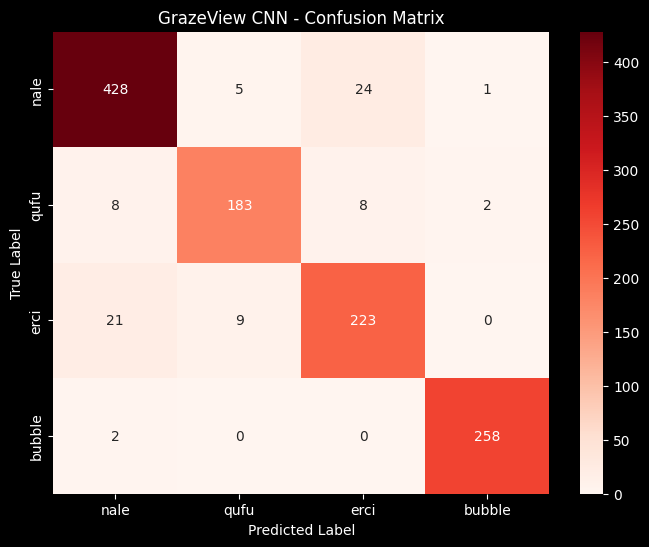 GrazeView CNN - Confusion Matrix
True Label
nale 428 5 24 1
qufu 8 183 8 2
erci 21 9 223 0
bubble 2 0 0 258
nale qufu erci bubble
Predicted Label
400
350
300
250
200
150
100
50
0